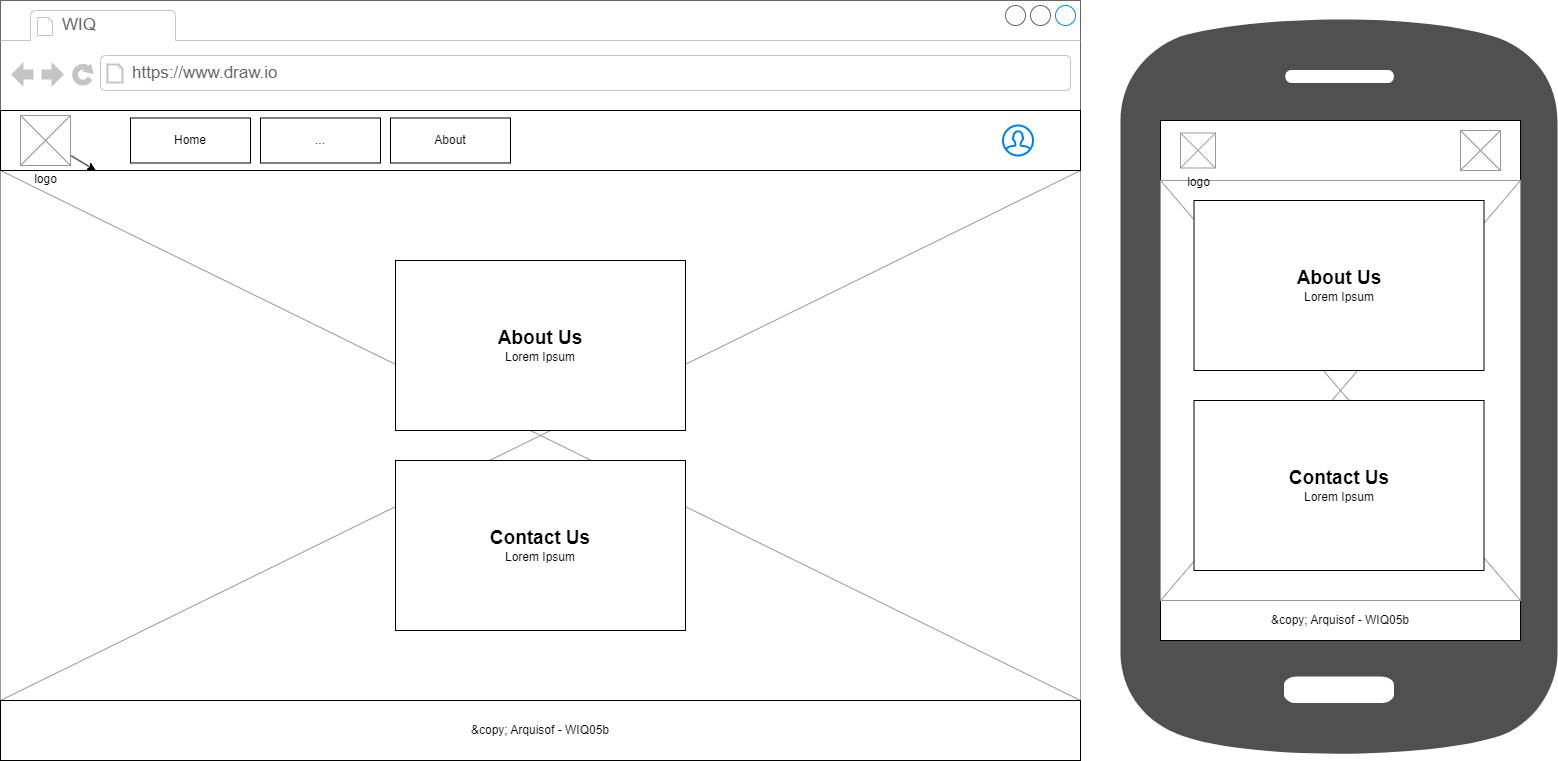 WIQ
https://www.draw.io
Home
...
About
logo
About Us
Lorem Ipsum
Contact Us
Lorem Ipsum
&copy; Arquisof - WIQ05b
logo
About Us
Lorem Ipsum
Contact Us
Lorem Ipsum
&copy; Arquisof - WIQ05b